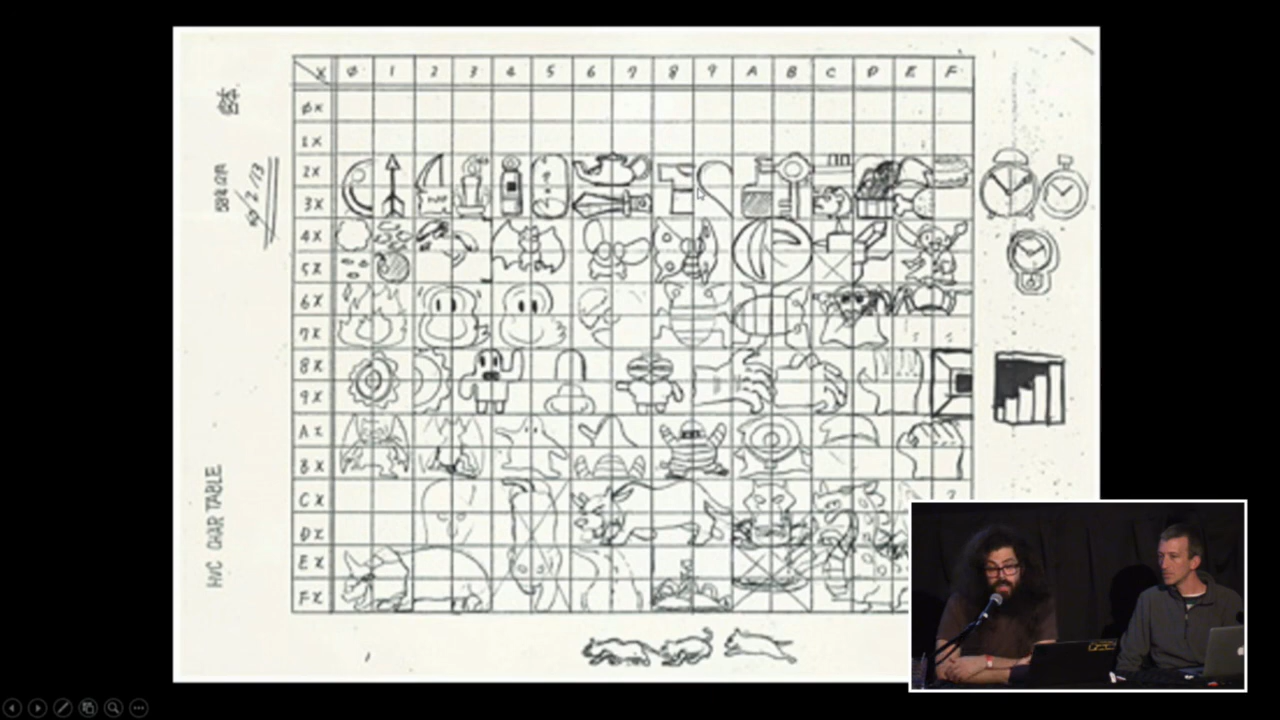 X 0 1 2 3 4 5 6 7 8 9 A B C D E F
0X
1X
2X
3X
4X
5X
6X
7X
8X
9X
AX
BX
CX
DX
EX
FX
HVC CHAR TABLE